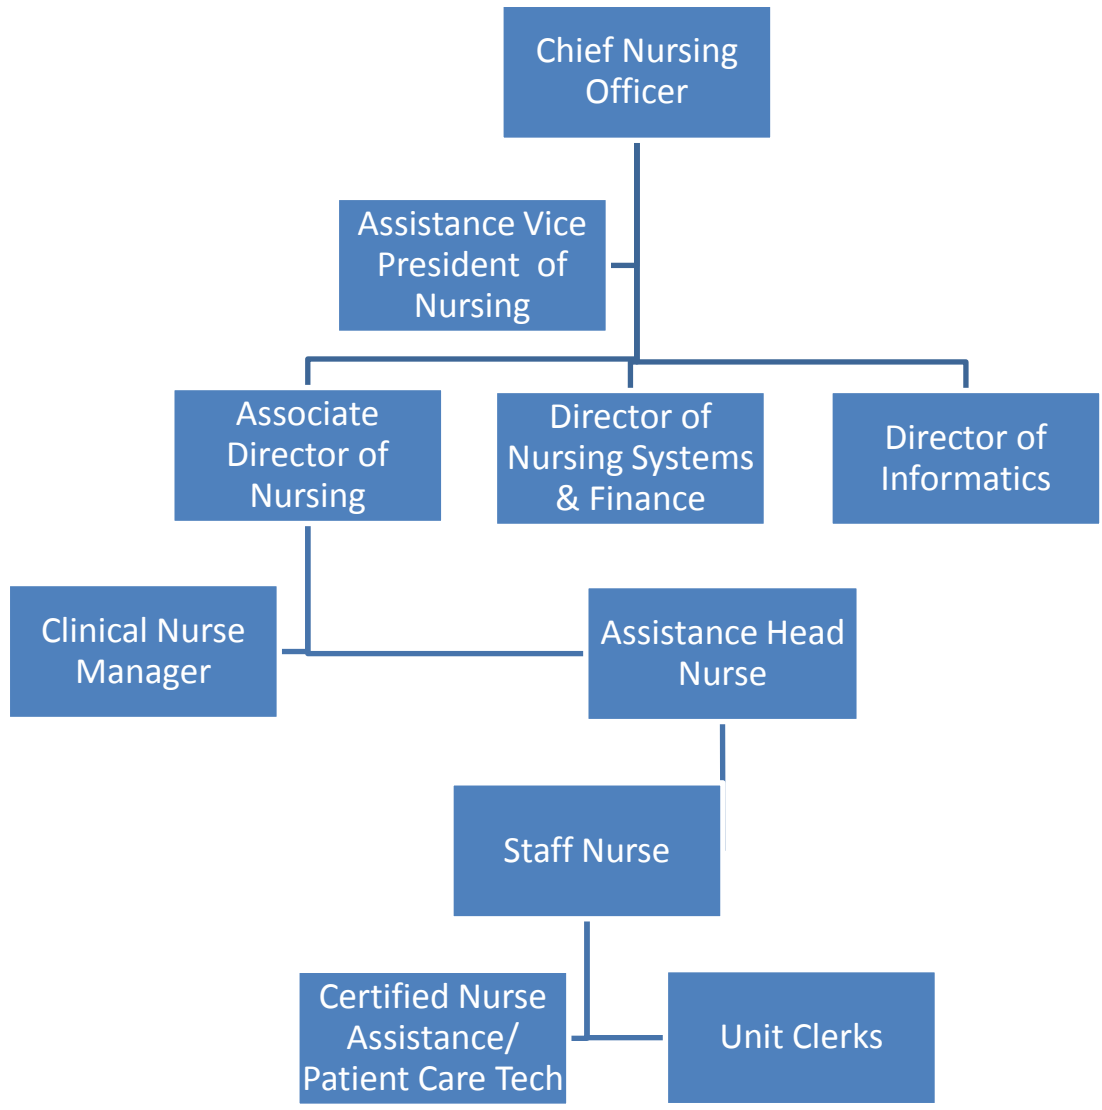 Chief Nursing
Officer
Assistance Vice
President of
Nursing
Associate
Director of
Nursing
Director of
Nursing Systems
& Finance
Director of
Informatics
Clinical Nurse
Manager
Assistance Head
Nurse
Staff Nurse
Certified Nurse
Assistance/
Patient Care Tech
Unit Clerks